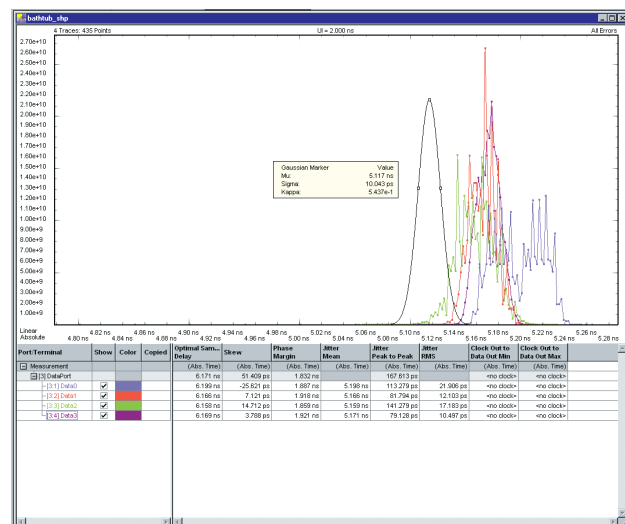 bathtub_shp
4 Traces: 435 Points UI = 2.000 ns All Errors
2.70e+10
2.60e+10
2.50e+10
2.40e+10
2.30e+10
2.20e+10
2.10e+10
2.00e+10
1.90e+10
1.80e+10
1.70e+10
1.60e+10
1.50e+10
1.40e+10
1.30e+10
1.20e+10
1.10e+10
1.00e+10
9.00e+9
8.00e+9
7.00e+9
6.00e+9
5.00e+9
4.00e+9
3.00e+9
2.00e+9
1.00e+9
Gaussian Marker Value
Mu: 5.117 ns
Sigma: 10.043 ps
Kappa: 5.437e-1
Linear 4.82 ns 4.86 ns 4.90 ns 4.94 ns 4.98 ns 5.02 ns 5.06 ns 5.10 ns 5.14 ns 5.18 ns 5.22 ns 5.26 ns
Absolute 4.80 ns 4.84 ns 4.88 ns 4.92 ns 4.96 ns 5.00 ns 5.04 ns 5.08 ns 5.12 ns 5.16 ns 5.20 ns 5.24 ns 5.28 ns
Port/Terminal Show Color Copied Optimal Sam... Delay Skew Phase Margin Jitter Mean Jitter Peak to Peak Jitter RMS Clock Out to Data Out Min Clock Out to Data Out Max
Measurement (Abs. Time) (Abs. Time) (Abs. Time) (Abs. Time) (Abs. Time) (Abs. Time) (Abs. Time) (Abs. Time)
[3] DataPort 6.171 ns 51.409 ps 1.832 ns 167.613 ps <no clock> <no clock>
[3:1] Data0 6.199 ns -25.621 ps 1.887 ns 5.198 ns 113.279 ps 21.906 ps <no clock> <no clock>
[3:2] Data1 6.166 ns 7.121 ps 1.918 ns 5.166 ns 81.794 ps 12.103 ps <no clock> <no clock>
[3:3] Data2 6.158 ns 14.712 ps 1.859 ns 5.159 ns 141.279 ps 17.183 ps <no clock> <no clock>
[3:4] Data3 6.169 ns 3.788 ps 1.921 ns 5.171 ns 79.128 ps 10.497 ps <no clock> <no clock>